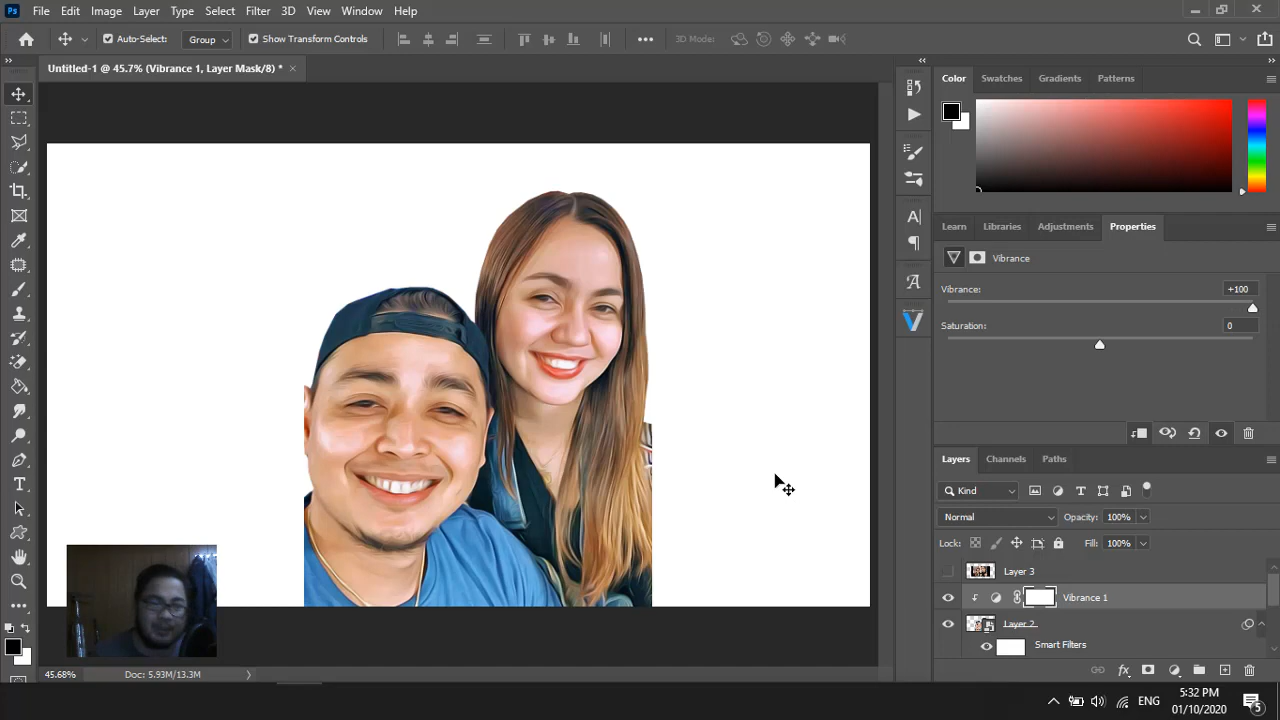 Ps File Edit Image Layer Type Select Filter 3D View Window Help
Auto-Select: Group Show Transform Controls 3D Mode:
Untitled-1 @ 45.7% (Vibrance 1, Layer Mask/8) *
Color Swatches Gradients Patterns
Learn Libraries Adjustments Properties
Vibrance
Vibrance: +100
Saturation: 0
Layers Channels Paths
Kind
Normal Opacity: 100%
Lock: Fill: 100%
Layer 3
Vibrance 1
Layer 2
Smart Filters
45.68% Doc: 5.93M/13.3M
ENG
5:32 PM
01/10/2020
5